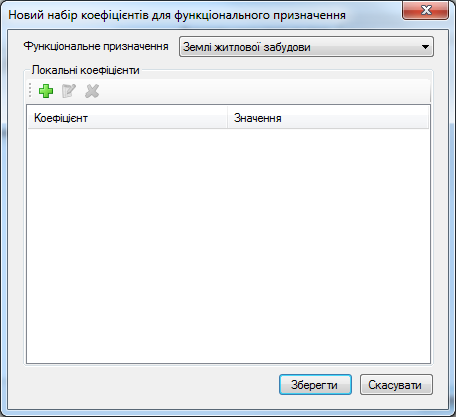 Новий набір коефіцієнтів для функціонального призначення
Функціональне призначення Землі житлової забудови
Локальні коефіцієнти
Коефіцієнт Значення
Зберегти Скасувати